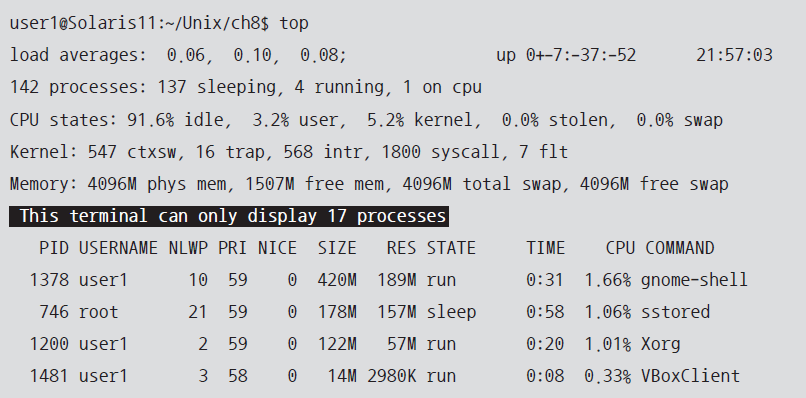 user1@Solaris11:~/Unix/ch8$ top
load averages:  0.06,  0.10,  0.08;               up 0+-7:-37:-52      21:57:03
142 processes: 137 sleeping, 4 running, 1 on cpu
CPU states: 91.6% idle,  3.2% user,  5.2% kernel,  0.0% stolen,  0.0% swap
Kernel: 547 ctxsw, 16 trap, 568 intr, 1800 syscall, 7 flt
Memory: 4096M phys mem, 1507M free mem, 4096M total swap, 4096M free swap
This terminal can only display 17 processes
   PID USERNAME NLWP PRI NICE  SIZE   RES STATE     TIME    CPU COMMAND
  1378 user1      10  59    0  420M  189M run       0:31  1.66% gnome-shell
   746 root       21  59    0  178M  157M sleep     0:58  1.06% sstored
  1200 user1       2  59    0  122M   57M run       0:20  1.01% Xorg
  1481 user1       3  58    0   14M 2980K run       0:08  0.33% VBoxClient